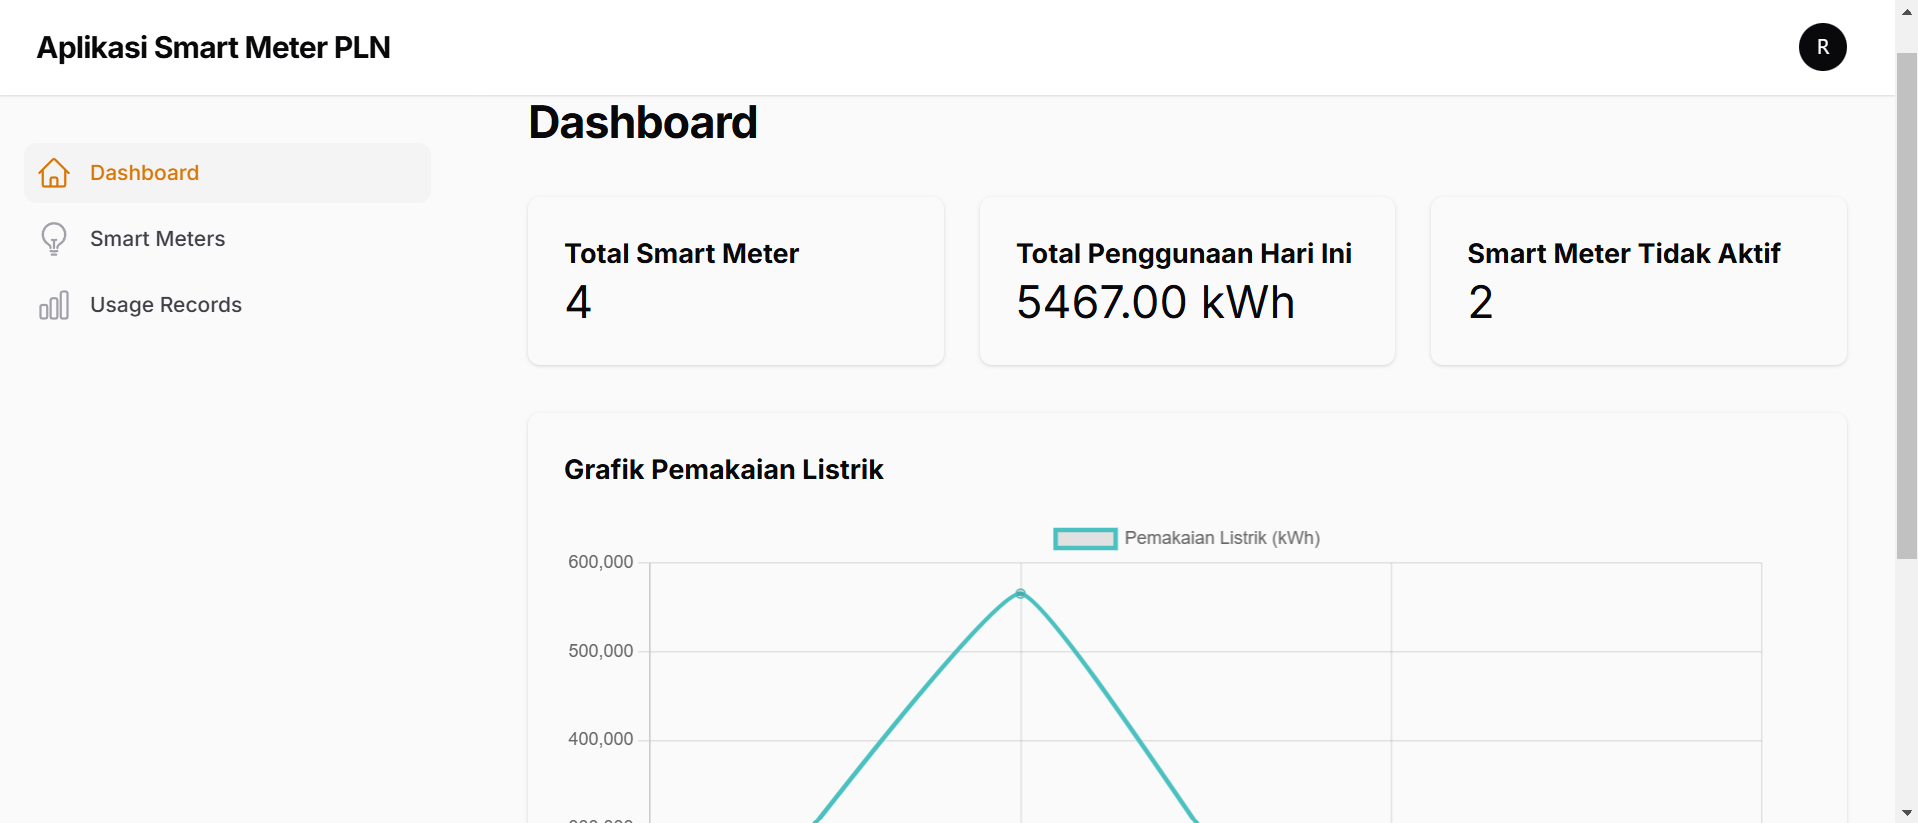 Aplikasi Smart Meter PLN
R
Dashboard
Smart Meters
Usage Records
Dashboard
Total Smart Meter
4
Total Penggunaan Hari Ini
5467.00 kWh
Smart Meter Tidak Aktif
2
Grafik Pemakaian Listrik
Pemakaian Listrik (kWh)
600,000
500,000
400,000